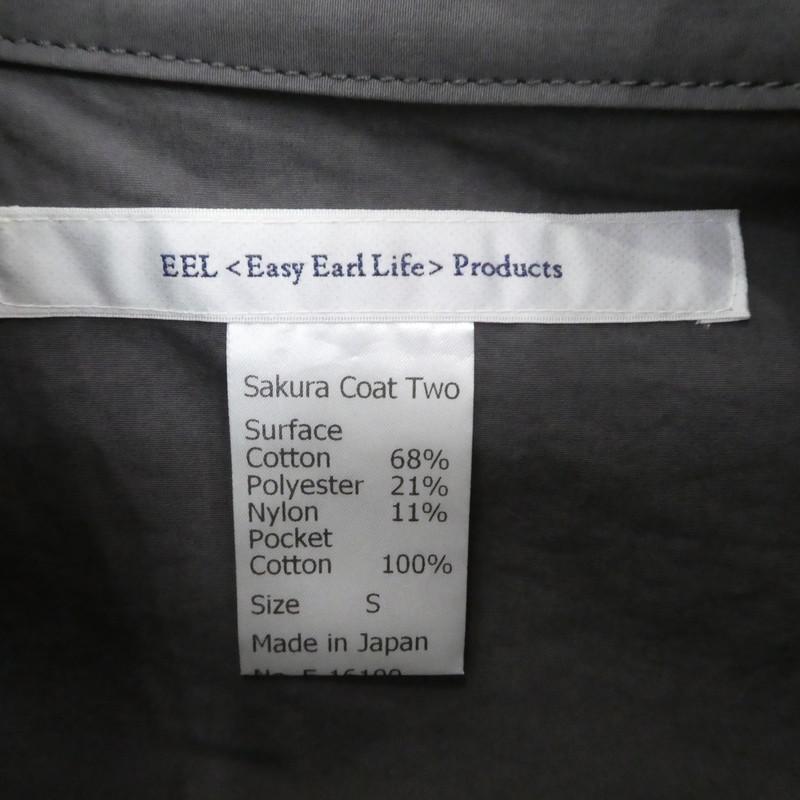 EEL <Easy Earl Life> Products
Sakura Coat Two
Surface
Cotton 68%
Polyester 21%
Nylon 11%
Pocket
Cotton 100%
Size S
Made in Japan